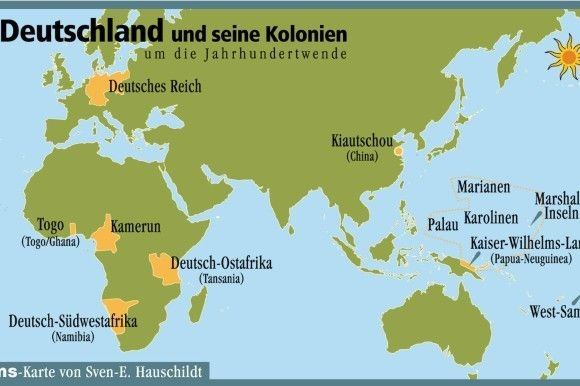 Deutschland und seine Kolonien
um die Jahrhundertwende
Deutsches Reich
Kiautschou
(China)
Marianen
Marshal
Inseln
Karolinen
Palau
Togo
(Togo/Ghana)
Kamerun
Kaiser-Wilhelms-Lan
(Papua-Neuguinea)
Deutsch-Ostafrika
(Tansania)
Deutsch-Südwestafrika
(Namibia)
West-Sam
ms-Karte von Sven-E. Hauschildt